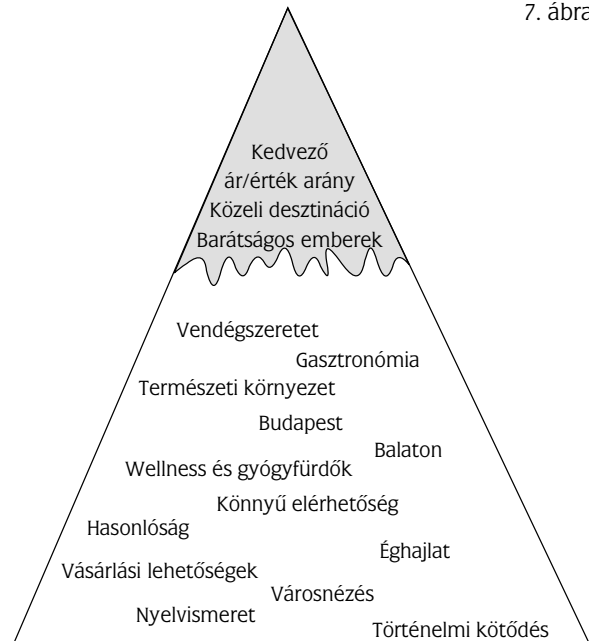 7. ábra
Kedvező
ár/érték arány
Közeli desztináció
Barátságos emberek
Vendégszeretet
Gasztronómia
Természeti környezet
Budapest
Balaton
Wellness és gyógyfürdők
Könnyű elérhetőség
Hasonlóság
Éghajlat
Vásárlási lehetőségek
Városnézés
Nyelvismeret
Történelmi kötődés